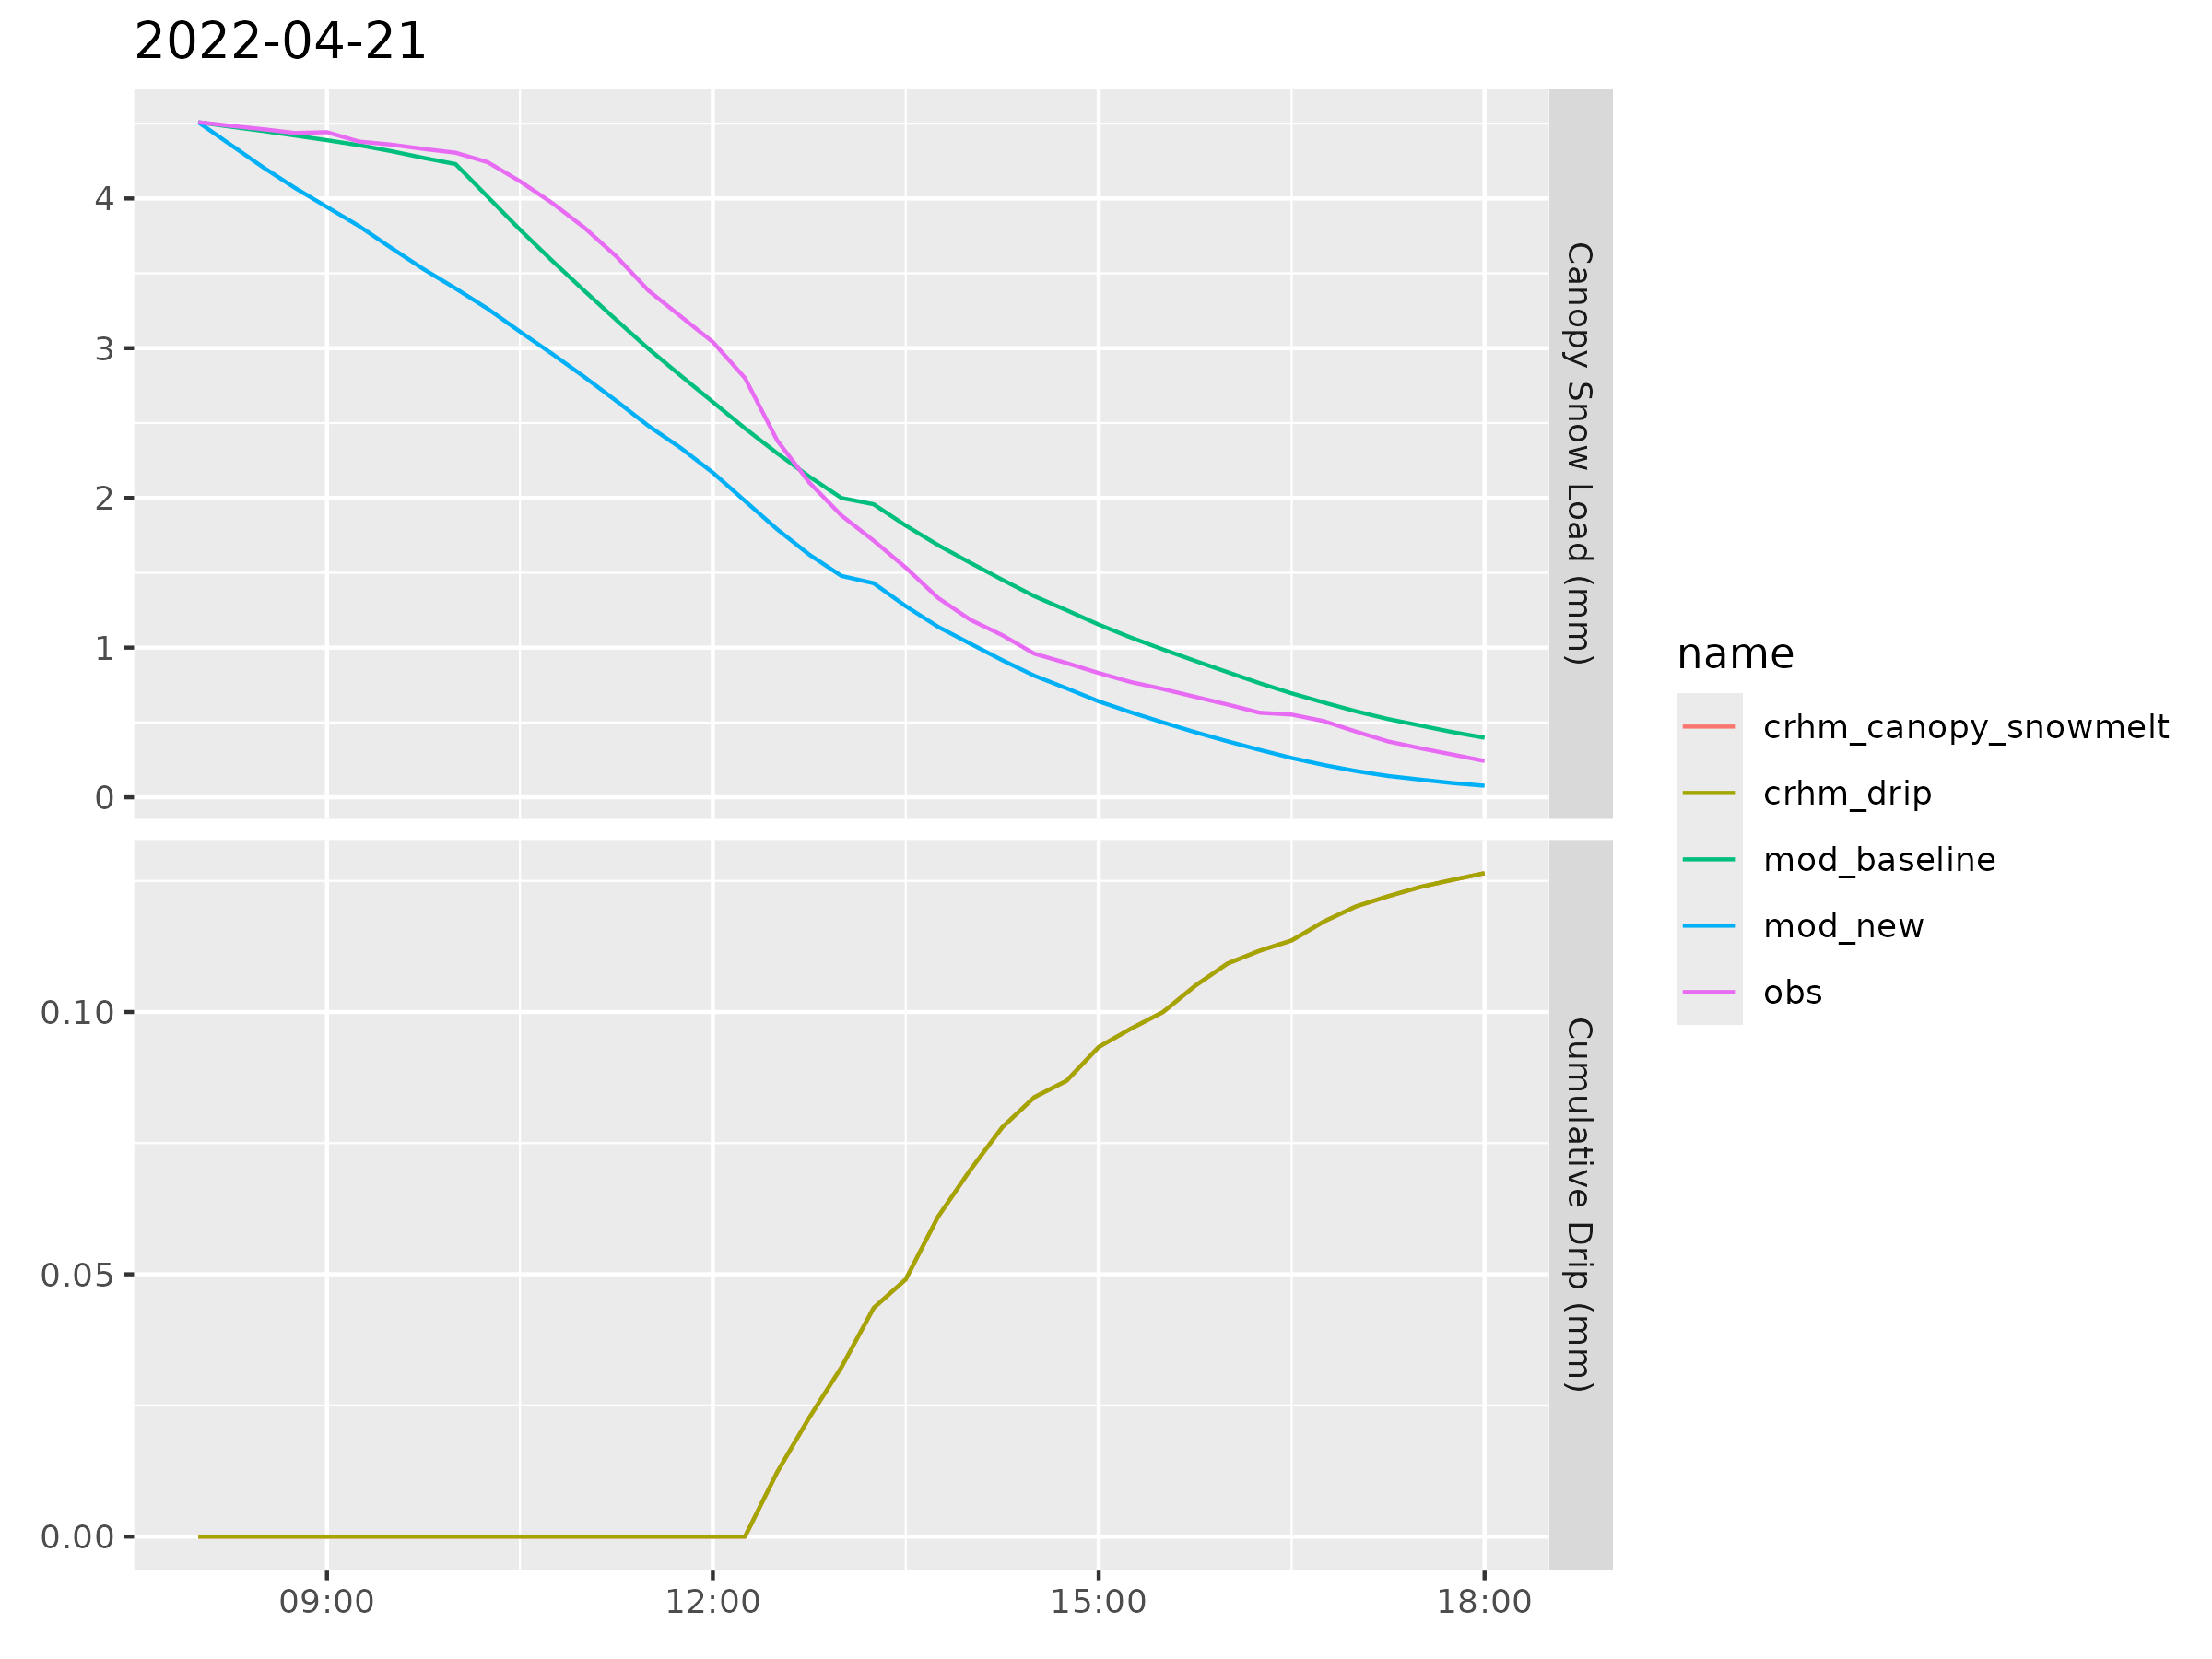 2022-04-21
4
3
2
1
0
Canopy Snow Load (mm)
0.10
0.05
0.00
Cumulative Drip (mm)
09:00 12:00 15:00 18:00
name
crhm_canopy_snowmelt
crhm_drip
mod_baseline
mod_new
obs